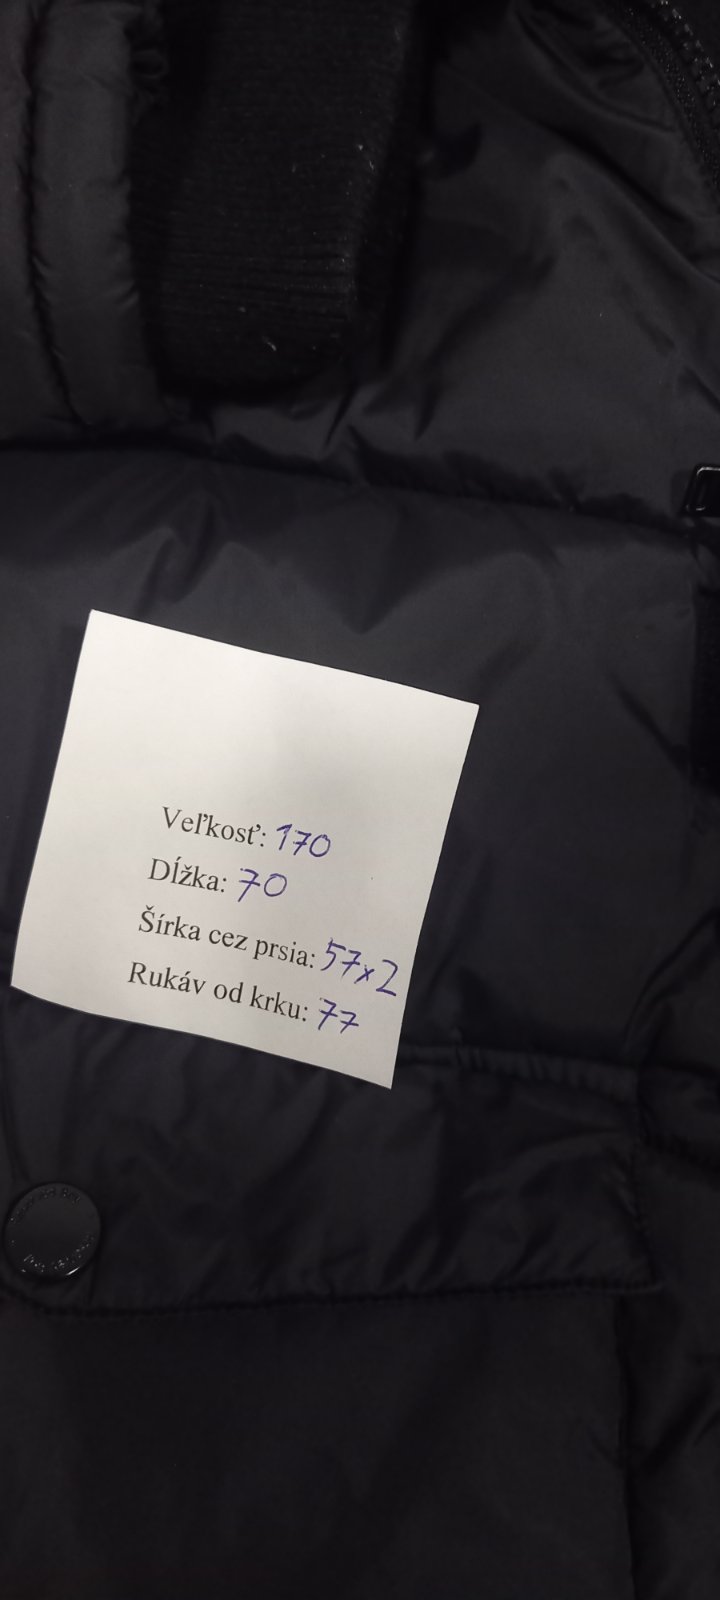 Veľkosť: 170
Dĺžka: 70
Šírka cez prsia: 57x2
Rukáv od krku: 77